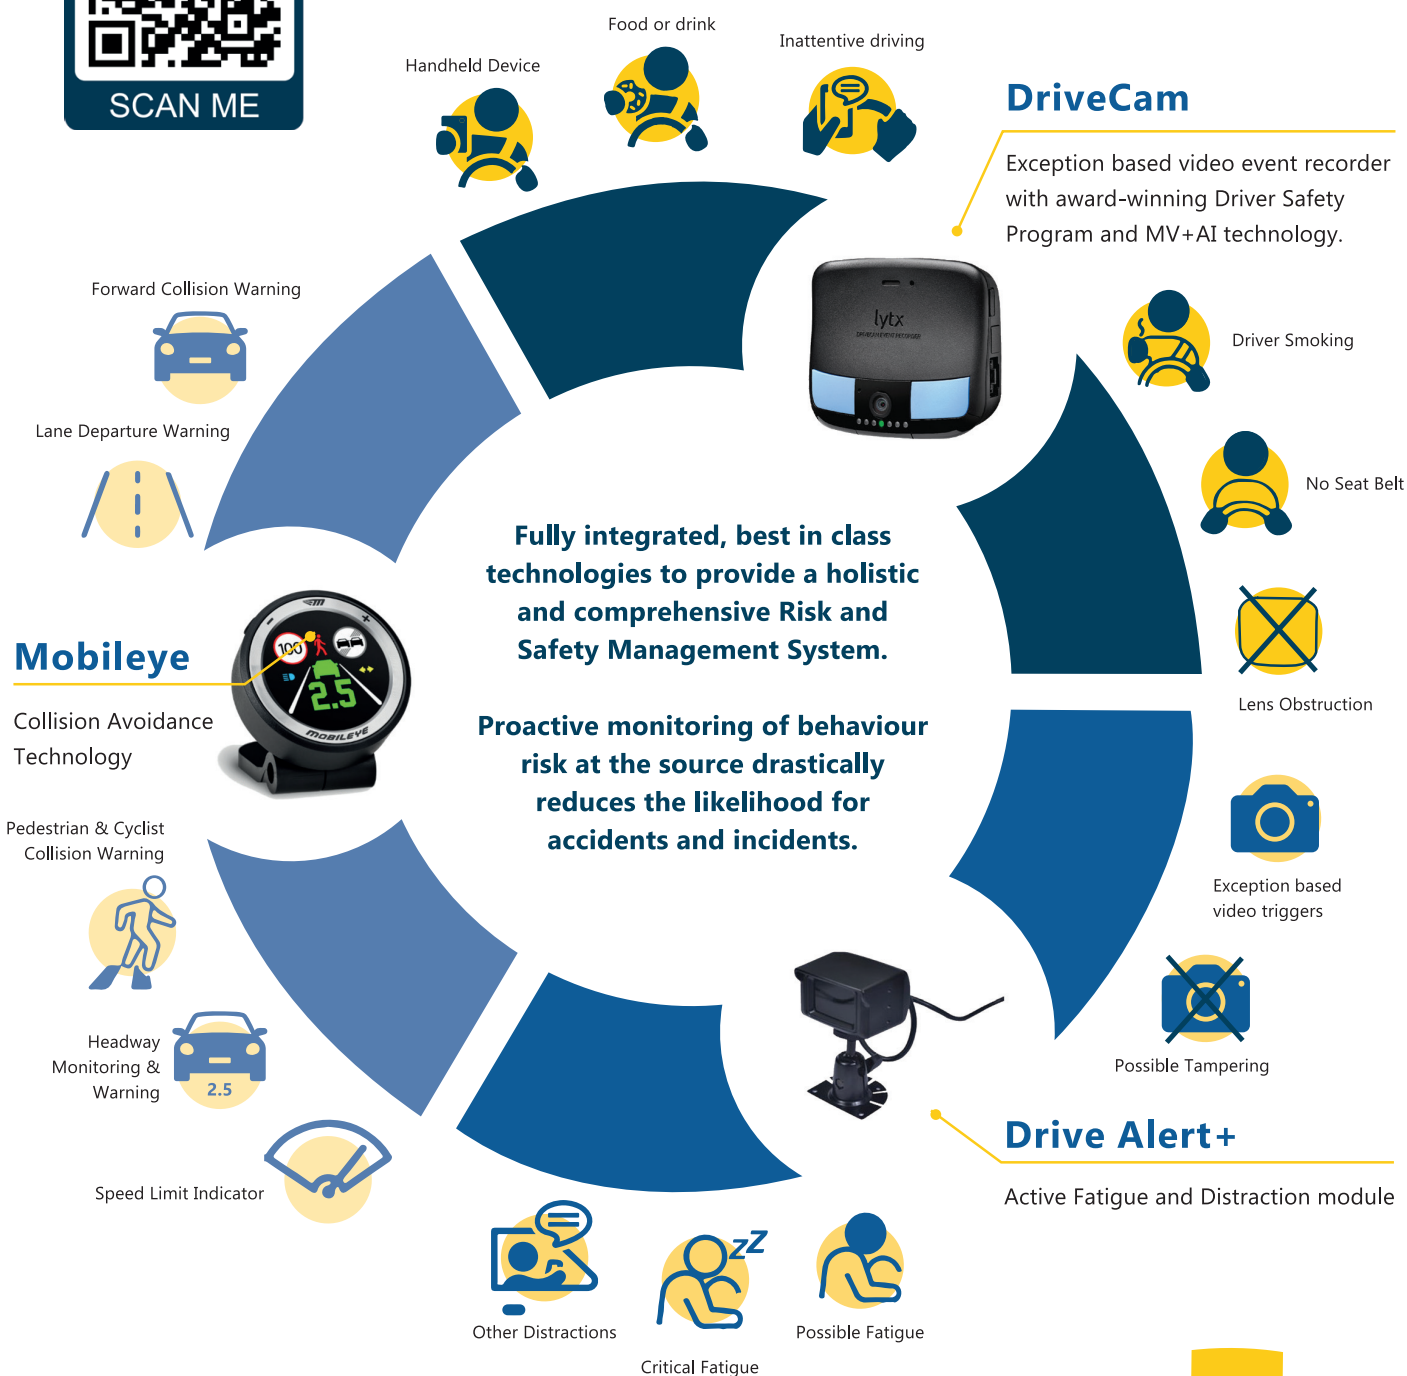 SCAN ME
Handheld Device
Food or drink
Inattentive driving
DriveCam
Exception based video event recorder
with award-winning Driver Safety
Program and MV+AI technology.
lytx
Driver Smoking
No Seat Belt
Lens Obstruction
Forward Collision Warning
Lane Departure Warning
Fully integrated, best in class
technologies to provide a holistic
and comprehensive Risk and
Safety Management System.
Proactive monitoring of behaviour
risk at the source drastically
reduces the likelihood for
accidents and incidents.
Mobileye
Collision Avoidance
Technology
100
2.5
MOBILEYE
Pedestrian & Cyclist
Collision Warning
Headway
Monitoring &
Warning
2.5
Speed Limit Indicator
Exception based
video triggers
Possible Tampering
Drive Alert+
Active Fatigue and Distraction module
Other Distractions
zZ
Critical Fatigue
Possible Fatigue